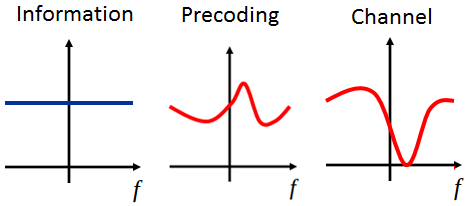 Information
Precoding
Channel
f
f
f